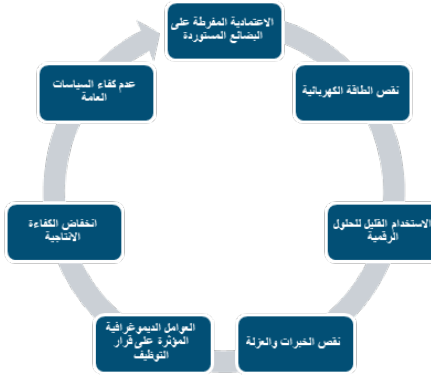 الاعتمادية المفرطة على
البضائع المستوردة
نقص الطاقة الكهربائية
الاستخدام القليل للحلول
الرقمية
نقص الخبرات والعزلة
العوامل الديموغرافية
المؤثرة على قرار
التوظيف
انخفاض الكفاءة
الانتاجية
عدم كفاء السياسات
العامة